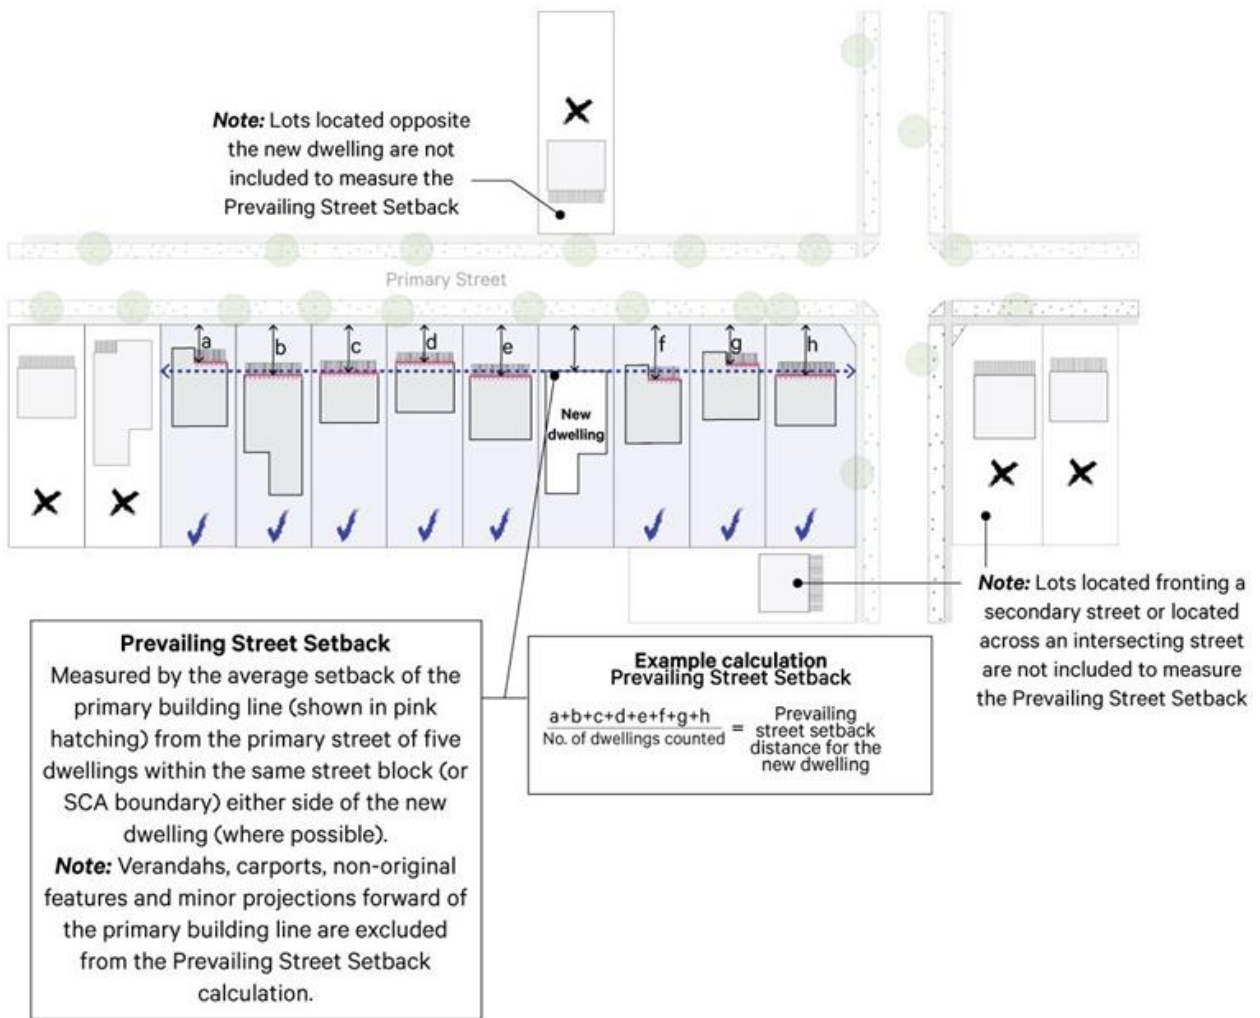 Note: Lots located opposite
the new dwelling are not
included to measure the
Prevailing Street Setback
Primary Street
a
b
c
d
e
f
g
h
New
dwelling
Note: Lots located fronting a
secondary street or located
across an intersecting street
are not included to measure
the Prevailing Street Setback
Prevailing Street Setback
Measured by the average setback of the
primary building line (shown in pink
hatching) from the primary street of five
dwellings within the same street block (or
SCA boundary) either side of the new
dwelling (where possible).
Note: Verandahs, carports, non-original
features and minor projections forward of
the primary building line are excluded
from the Prevailing Street Setback
calculation.
Example calculation
Prevailing Street Setback
a+b+c+d+e+f+g+h
No. of dwellings counted
=
Prevailing
street setback
distance for the
new dwelling